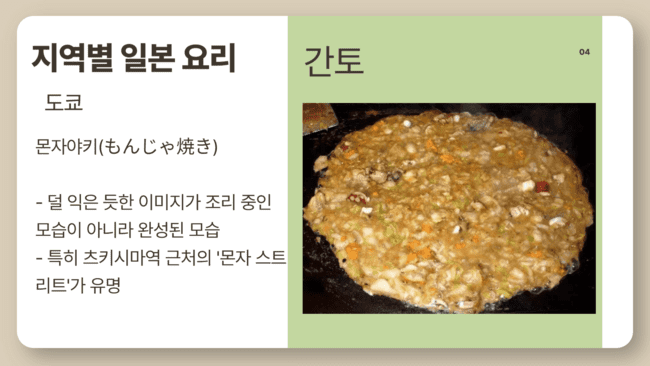 지역별 일본 요리
도쿄
몬자야키(もんじゃ焼き)
- 덜 익은 듯한 이미지가 조리 중인
모습이 아니라 완성된 모습
- 특히 츠키시마역 근처의 '몬자 스트
리트'가 유명
간토
04